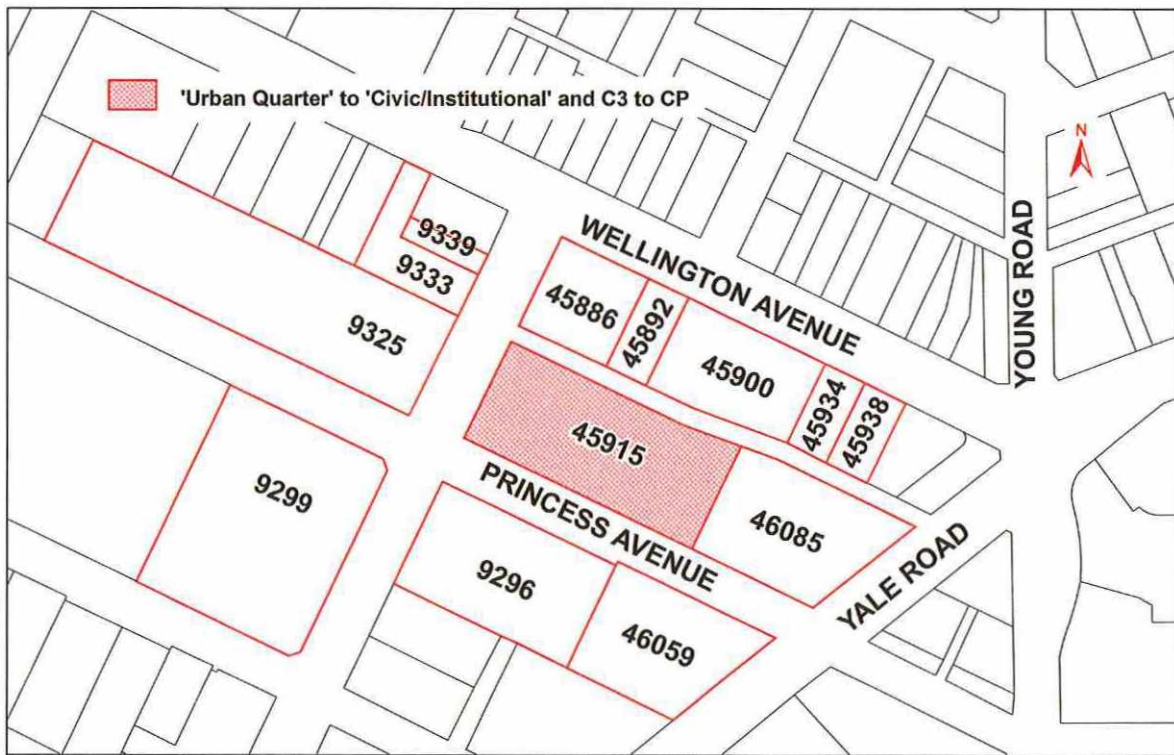 'Urban Quarter' to 'Civic/Institutional' and C3 to CP
N
YOUNG ROAD
WELLINGTON AVENUE
9339
9333
9325
45886
45892
45900
45934
45938
45915
46085
PRINCESS AVENUE
YALE ROAD
9299
9296
46059